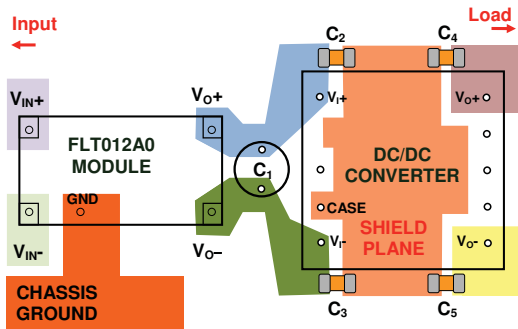 Input
Load
C2
C4
VIN+
VO+
VI+
VO+
FLT012A0
MODULE
C1
DC/DC
CONVERTER
GND
CASE
SHIELD
PLANE
VIN-
VO–
VI-
VO-
CHASSIS
GROUND
C3
C5